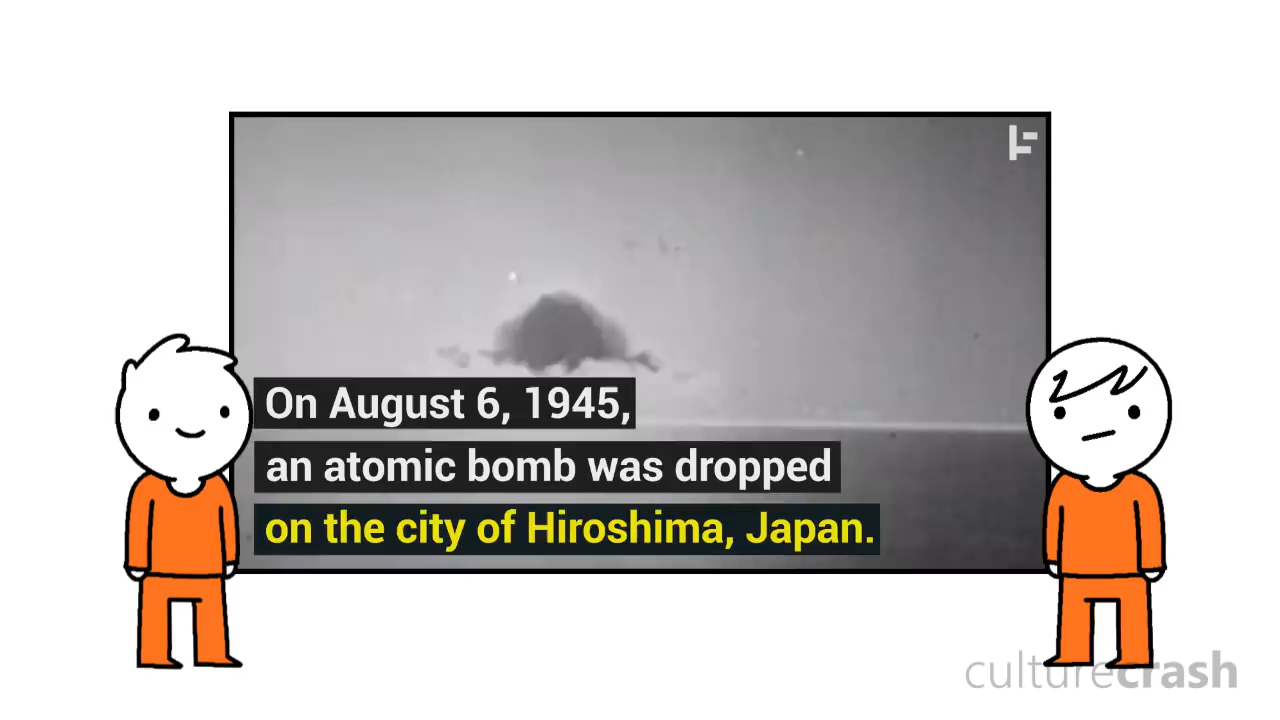 On August 6, 1945,
an atomic bomb was dropped
on the city of Hiroshima, Japan.
culturecrash